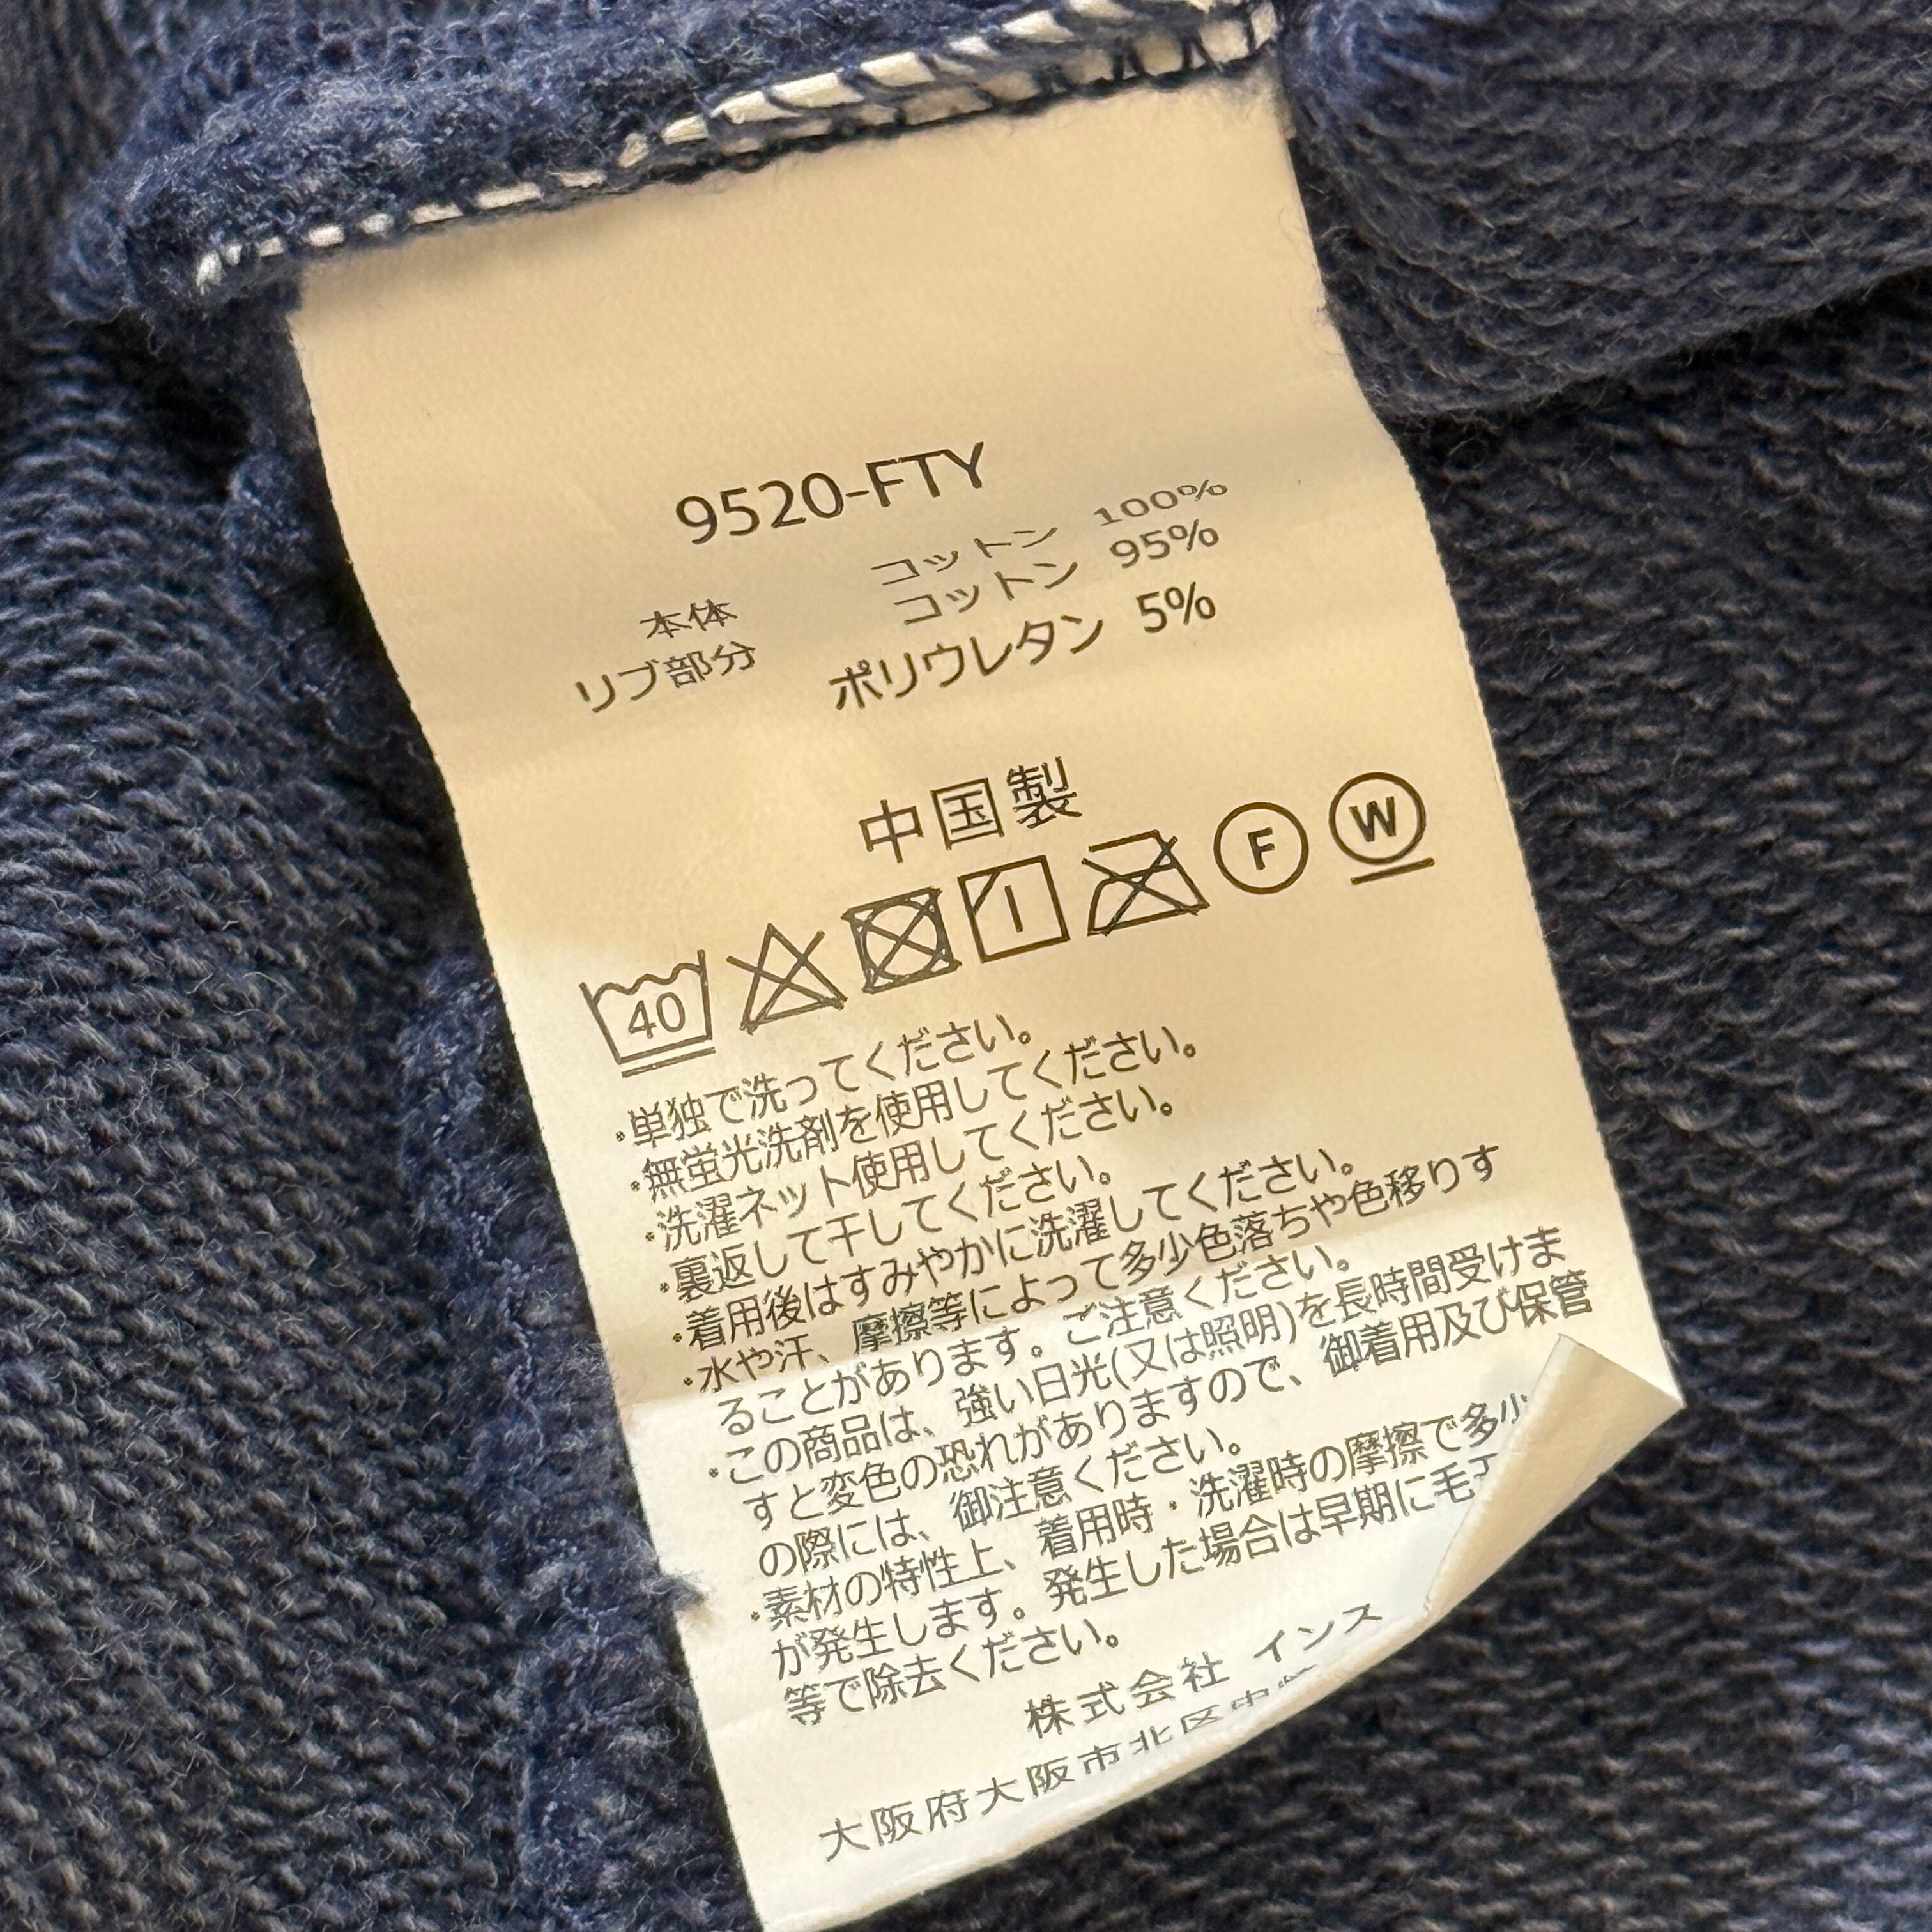 9520-FTY
本体 コットン 100%
リブ部分 コットン 95%
ポリウレタン 5%
中国製
40 F W
・単独で洗ってください。
・無蛍光洗剤を使用してください。
・洗濯ネット使用してください。
・裏返して干してください。
・着用後はすみやかに洗濯してください。
・水や汗、摩擦等によって多少色落ちや色移りす
ることがあります。ご注意ください。
・この商品は、強い日光(又は照明)を長時間受けま
すと変色の恐れがありますので、御着用及び保管
の際には、御注意ください。
・素材の特性上、着用時・洗濯時の摩擦で多少
が発生します。発生した場合は早期に毛
等で除去ください。
株式会社 インス
大阪府大阪市北区中